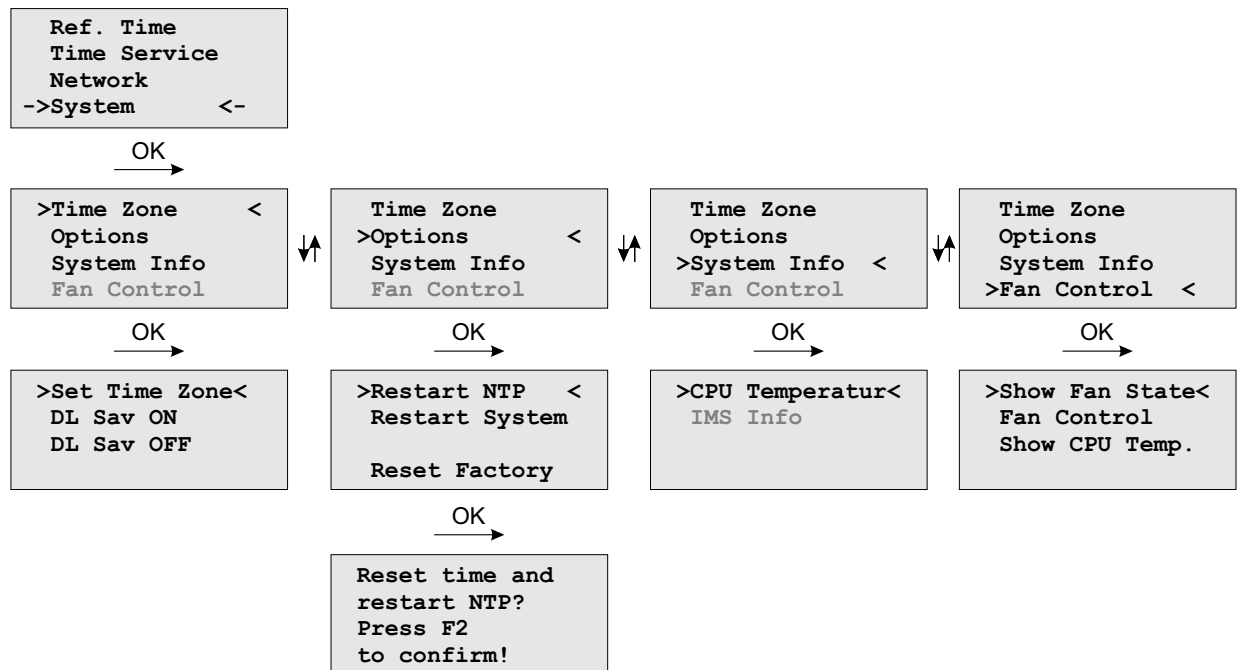 Ref. Time
Time Service
Network
->System <-
OK
>Time Zone <
Options
System Info
Fan Control
Time Zone
>Options <
System Info
Fan Control
Time Zone
Options
>System Info <
Fan Control
Time Zone
Options
System Info
>Fan Control <
OK
OK
OK
OK
>Set Time Zone<
DL Sav ON
DL Sav OFF
>Restart NTP <
Restart System
Reset Factory
>CPU Temperatur<
IMS Info
>Show Fan State<
Fan Control
Show CPU Temp.
OK
Reset time and
restart NTP?
Press F2
to confirm!